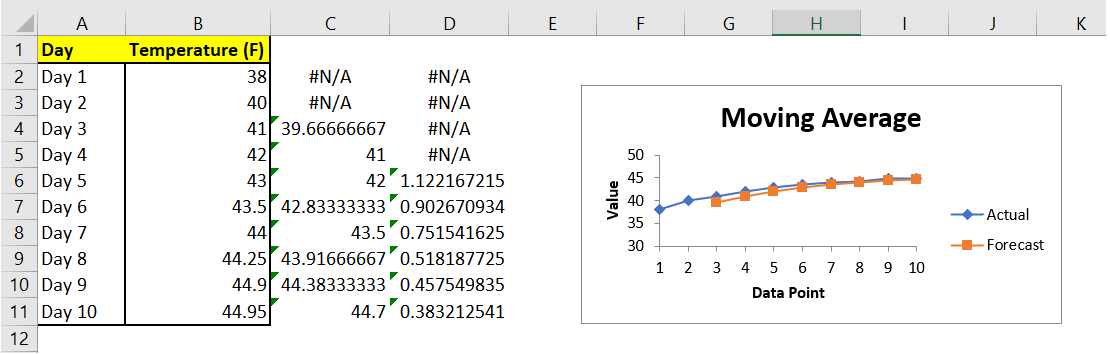 A B C D E F G H I J K
1 Day Temperature (F)
2 Day 1 38 #N/A #N/A
3 Day 2 40 #N/A #N/A
4 Day 3 41 39.66666667 #N/A
5 Day 4 42 41 #N/A
6 Day 5 43 42 1.122167215
7 Day 6 43.5 42.83333333 0.902670934
8 Day 7 44 43.5 0.751541625
9 Day 8 44.25 43.91666667 0.518187725
10 Day 9 44.9 44.38333333 0.457549835
11 Day 10 44.95 44.7 0.383212541
12
Moving Average
50
45
40
35
30
Value
1 2 3 4 5 6 7 8 9 10
Data Point
Actual
Forecast